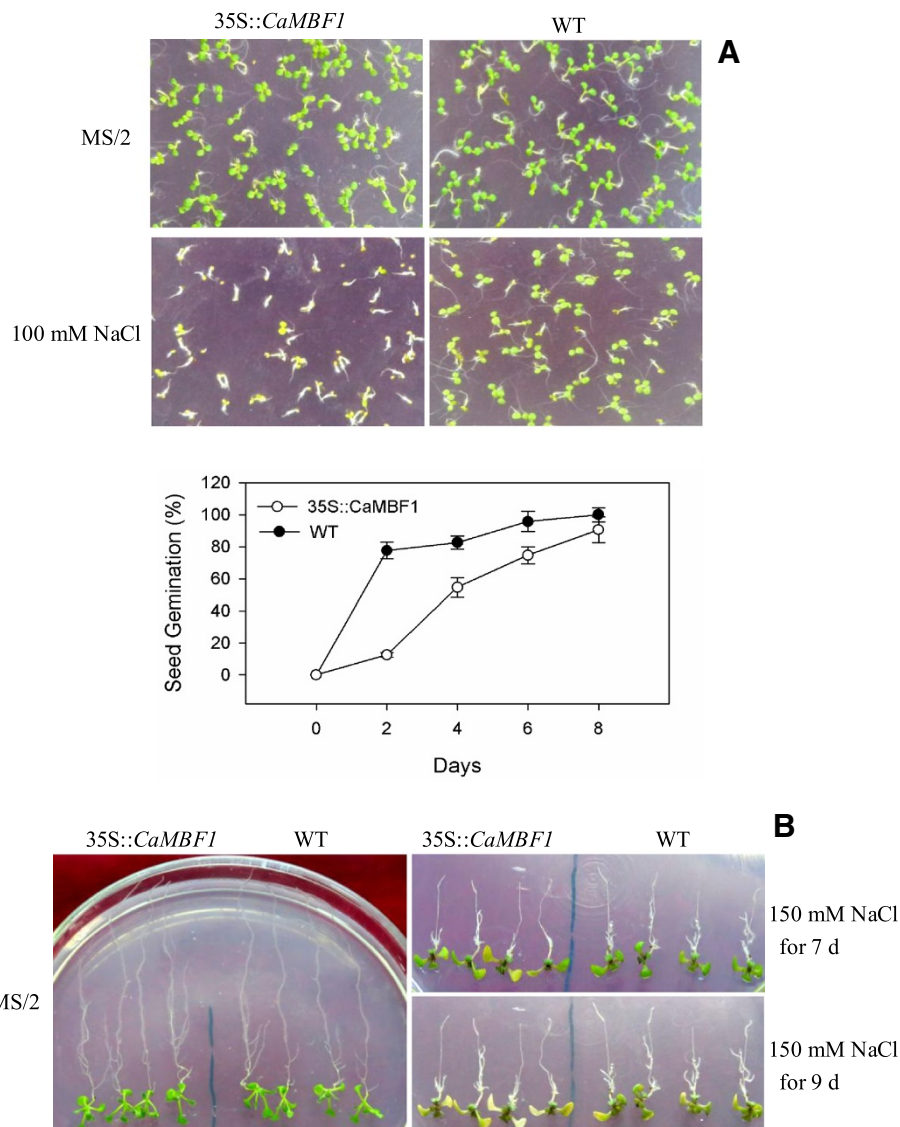 35S::CaMBF1
WT
A
MS/2
100 mM NaCl
120
100
80
60
40
20
0
Seed Gemination (%)
35S::CaMBF1
WT
0 2 4 6 8
Days
B
35S::CaMBF1 WT
35S::CaMBF1 WT
MS/2
150 mM NaCl
for 7 d
150 mM NaCl
for 9 d